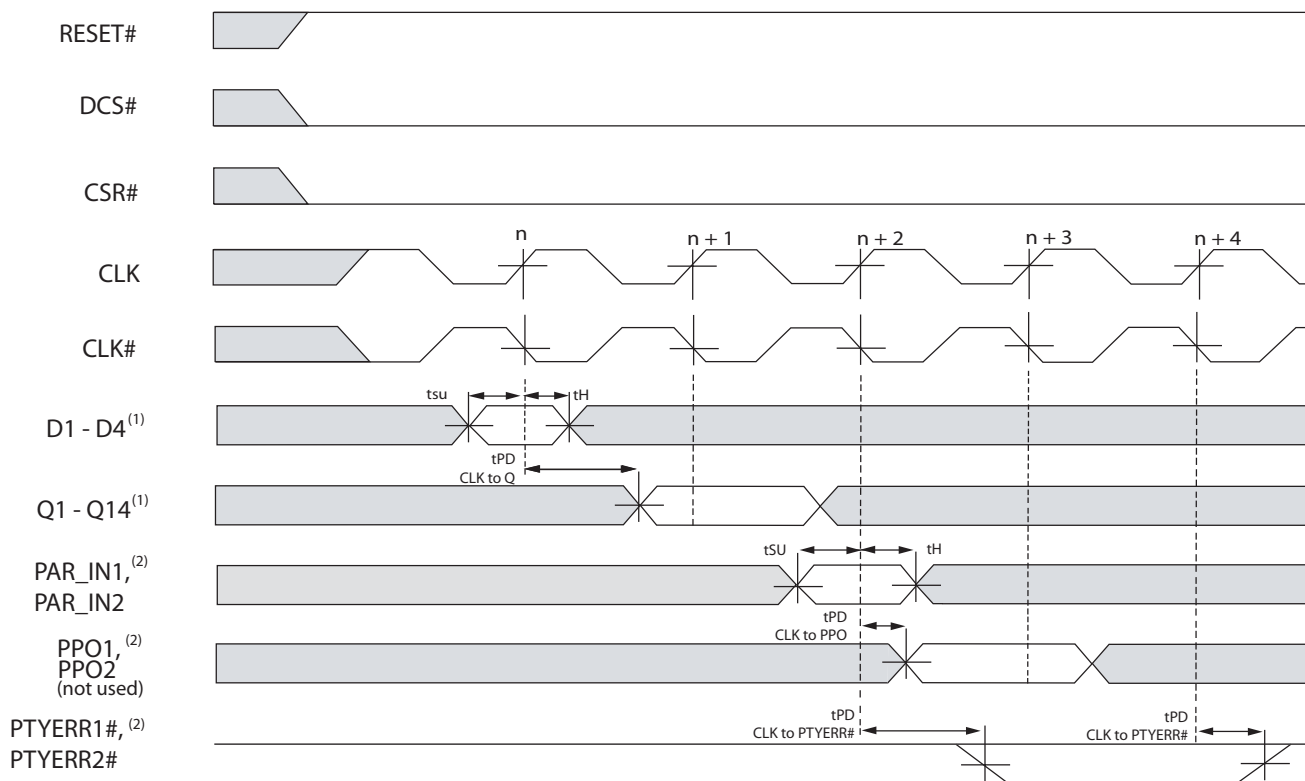 RESET#
DCS#
CSR#
n
n + 1
n + 2
n + 3
n + 4
CLK
CLK#
tsu
tH
D1 - D4(1)
tPD
CLK to Q
Q1 - Q14(1)
tSU
tH
PAR_IN1, (2)
PAR_IN2
tPD
CLK to PPO
PPO1, (2)
PPO2
(not used)
tPD
CLK to PTYERR#
tPD
CLK to PTYERR#
PTYERR1#, (2)
PTYERR2#